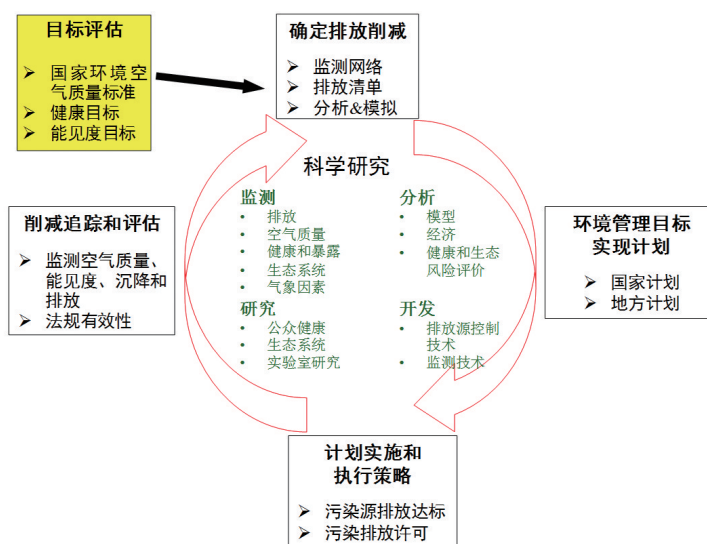 目标评估
➢ 国家环境空
气质量标准
➢ 健康目标
➢ 能见度目标
确定排放削减
➢ 监测网络
➢ 排放清单
➢ 分析&模拟
科学研究
监测
• 排放
• 空气质量
• 健康和暴露
• 生态系统
• 气象因素
分析
• 模型
• 经济
• 健康和生态
风险评价
研究
• 公众健康
• 生态系统
• 实验室研究
开发
• 排放源控制
技术
• 监测技术
削减追踪和评估
➢ 监测空气质量、
能见度、沉降和
排放
➢ 法规有效性
环境管理目标
实现计划
➢ 国家计划
➢ 地方计划
计划实施和
执行策略
➢ 污染源排放达标
➢ 污染排放许可